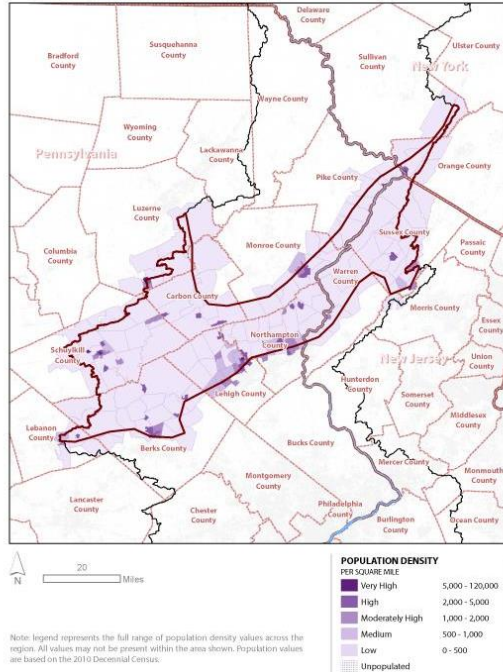 Delaware
County
Ulster County
Susquehanna
County
Sullivan
County
Bradford
County
New York
Wayne County
Wyoming
County
Lackawanna
County
Pennsylvania
Orange County
Pike County
Luzerne
County
Sussex County
Passaic
County
Columbia
County
Monroe County
Warren
County
Carbon County
Morris County
Essex
County
Northampton
County
Schuylkill
County
New Jersey
Union
County
Hunterdon
County
Lehigh County
Somerset
County
Middlesex
County
Lebanon
County
Berks County
Bucks County
Mercer County
Montgomery
County
Monmouth
County
Lancaster
County
Chester
County
Philadelphia
County
Burlington
County
Ocean County
N
20
Miles
POPULATION DENSITY
PER SQUARE MILE
Very High 5,000 - 120,000
High 2,000 - 5,000
Moderately High 1,000 - 2,000
Medium 500 - 1,000
Low 0 - 500
Unpopulated
Note: legend represents the full range of population density values across the
region. All values may not be present within the area shown. Population values
are based on the 2010 Decennial Census.